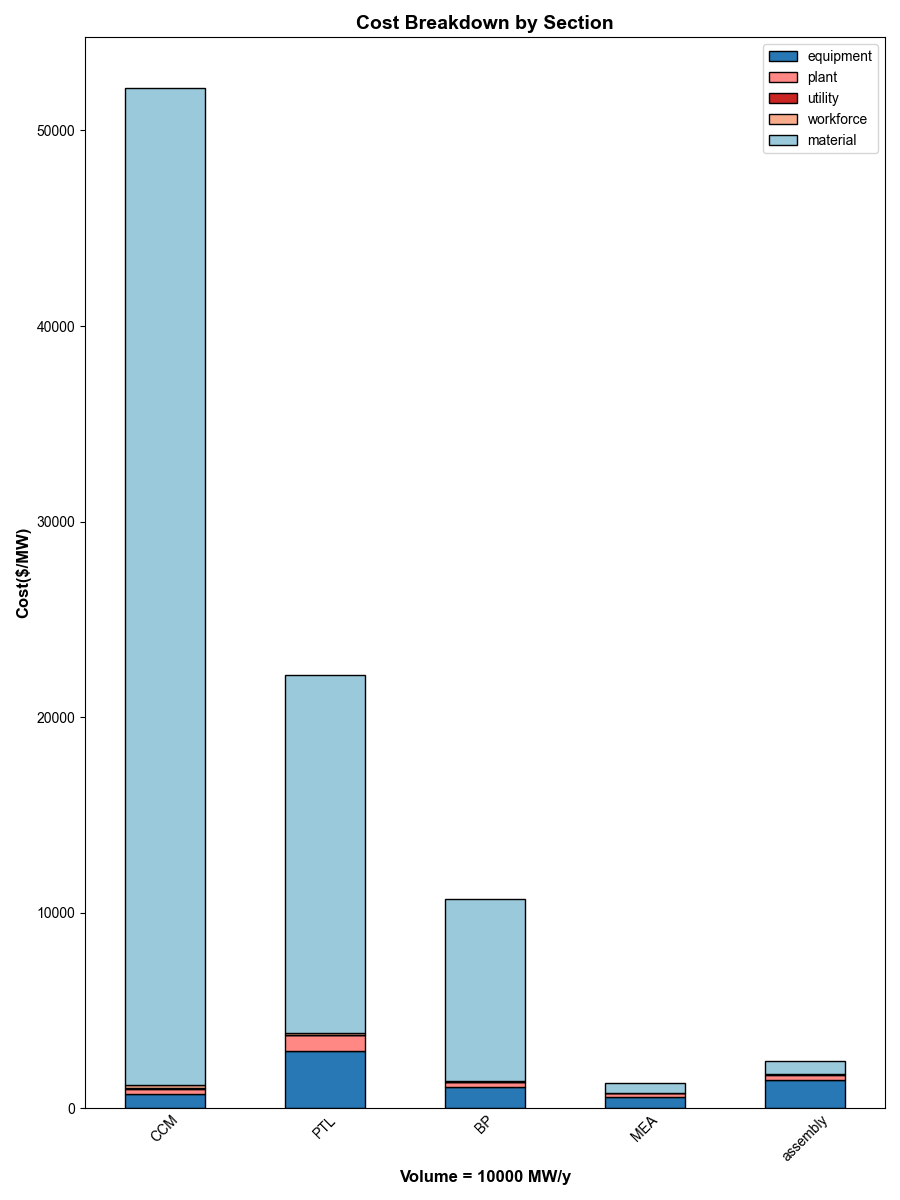 Cost Breakdown by Section
equipment
plant
utility
workforce
material
Cost($/MW)
50000
40000
30000
20000
10000
0
CCM
PTL
BP
MEA
assembly
Volume = 10000 MW/y